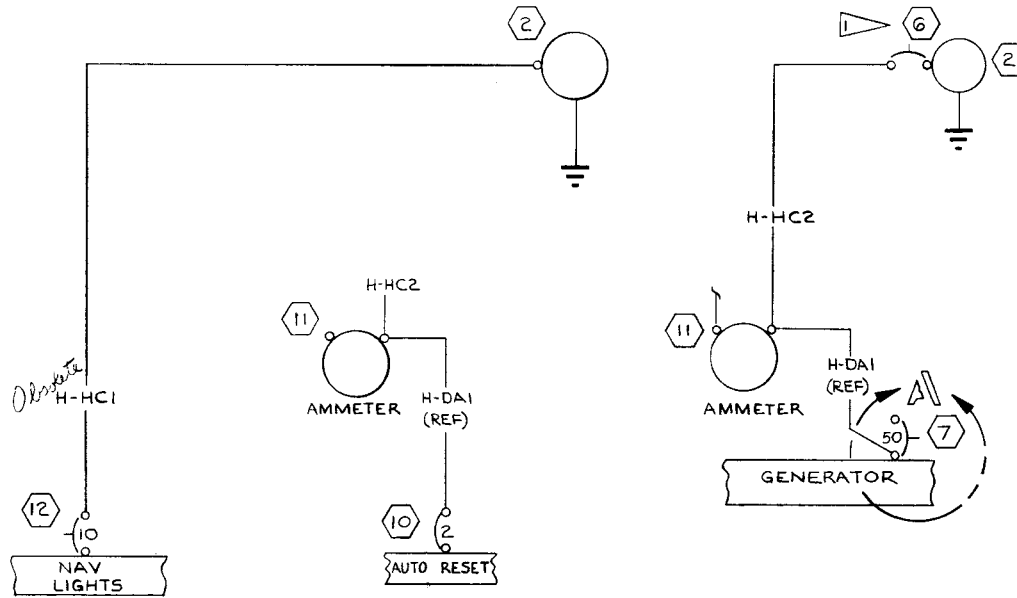 2
1
6
2
H-HC2
H-HC2
11
11
Obsolete
H-HC1
AMMETER
H-DA1
(REF)
H-DA1
(REF)
AMMETER
A1
50
7
GENERATOR
12
10
10
2
NAV
LIGHTS
AUTO RESET